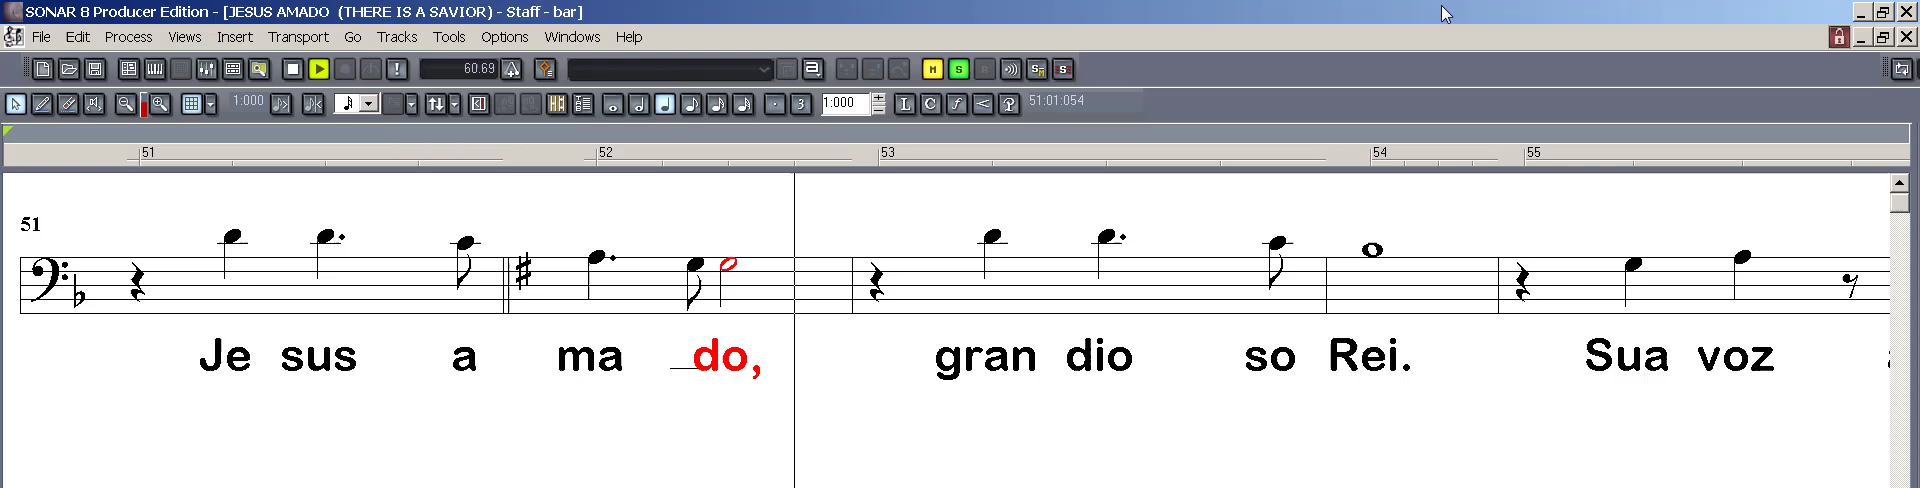 SONAR 8 Producer Edition - [JESUS AMADO  (THERE IS A SAVIOR) - Staff - bar]
File Edit Process Views Insert Transport Go Tracks Tools Options Windows Help
60.69 M S
1:000 3 1:000 L C f 51:01:054
51 52 53 54 55
51
Je sus a ma do, gran dio so Rei. Sua voz